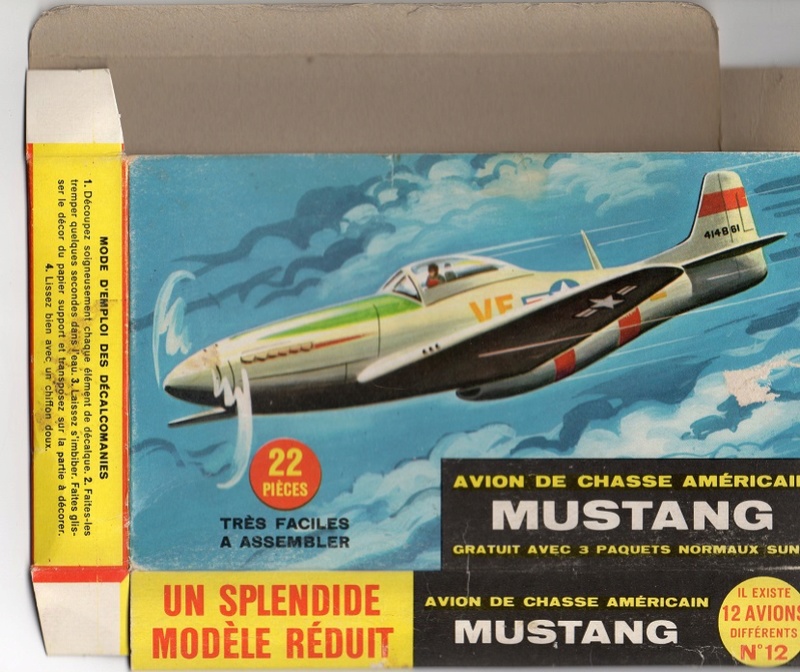 MODE D'EMPLOI DES DÉCALCOMANIES
1. Découpez soigneusement chaque élément de décalque. 2. Faites-les
tremper quelques secondes dans l'eau. 3. Laissez s'imbiber. Faites glis-
ser le décor du papier support et transposez sur la partie à décorer.
4. Lissez bien avec un chiffon doux.
414B61
VF
22
PIÈCES
TRÈS FACILES
A ASSEMBLER
AVION DE CHASSE AMÉRICAIN
MUSTANG
GRATUIT AVEC 3 PAQUETS NORMAUX SUN
UN SPLENDIDE
MODÈLE RÉDUIT
AVION DE CHASSE AMÉRICAIN
MUSTANG
IL EXISTE
12 AVIONS
DIFFÉRENTS
N°12